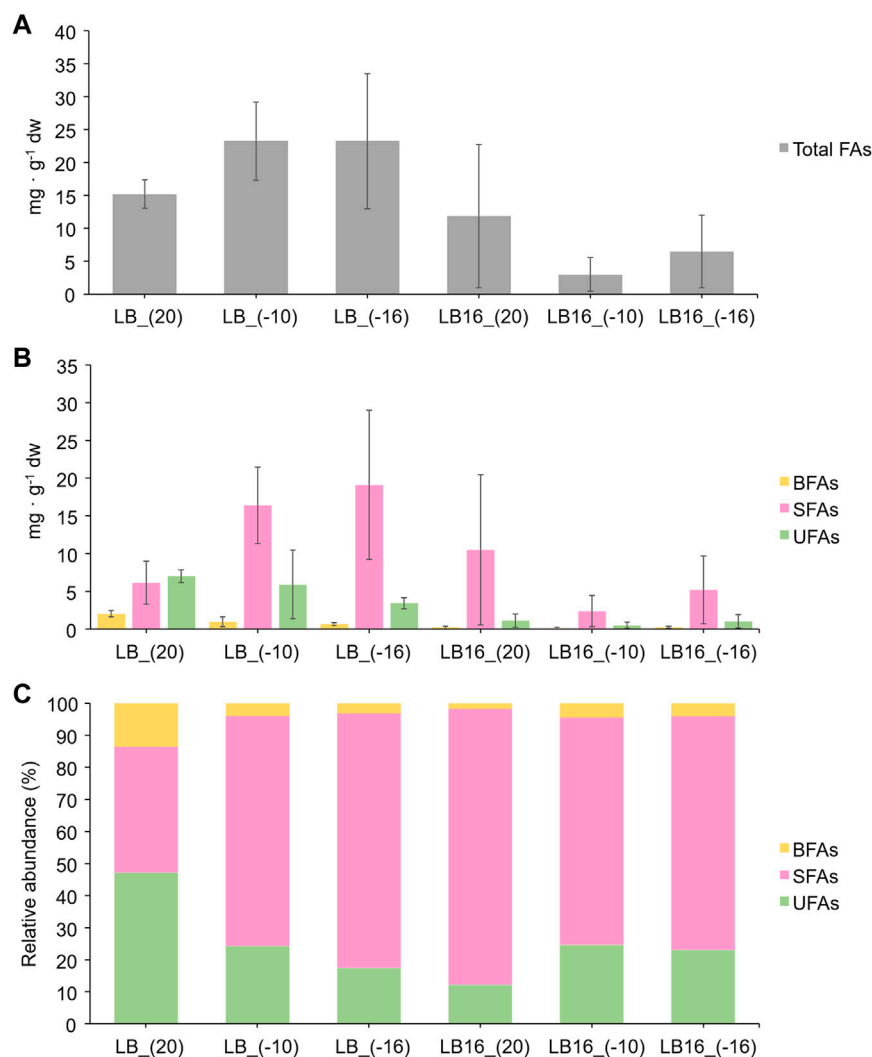 A
40
35
30
25
20
15
10
5
0
mg · g⁻¹ dw
Total FAs
LB_(20) LB_(-10) LB_(-16) LB16_(20) LB16_(-10) LB16_(-16)
B
35
30
25
20
15
10
5
0
mg · g⁻¹ dw
BFAs
SFAs
UFAs
LB_(20) LB_(-10) LB_(-16) LB16_(20) LB16_(-10) LB16_(-16)
C
100
90
80
70
60
50
40
30
20
10
0
Relative abundance (%)
BFAs
SFAs
UFAs
LB_(20) LB_(-10) LB_(-16) LB16_(20) LB16_(-10) LB16_(-16)